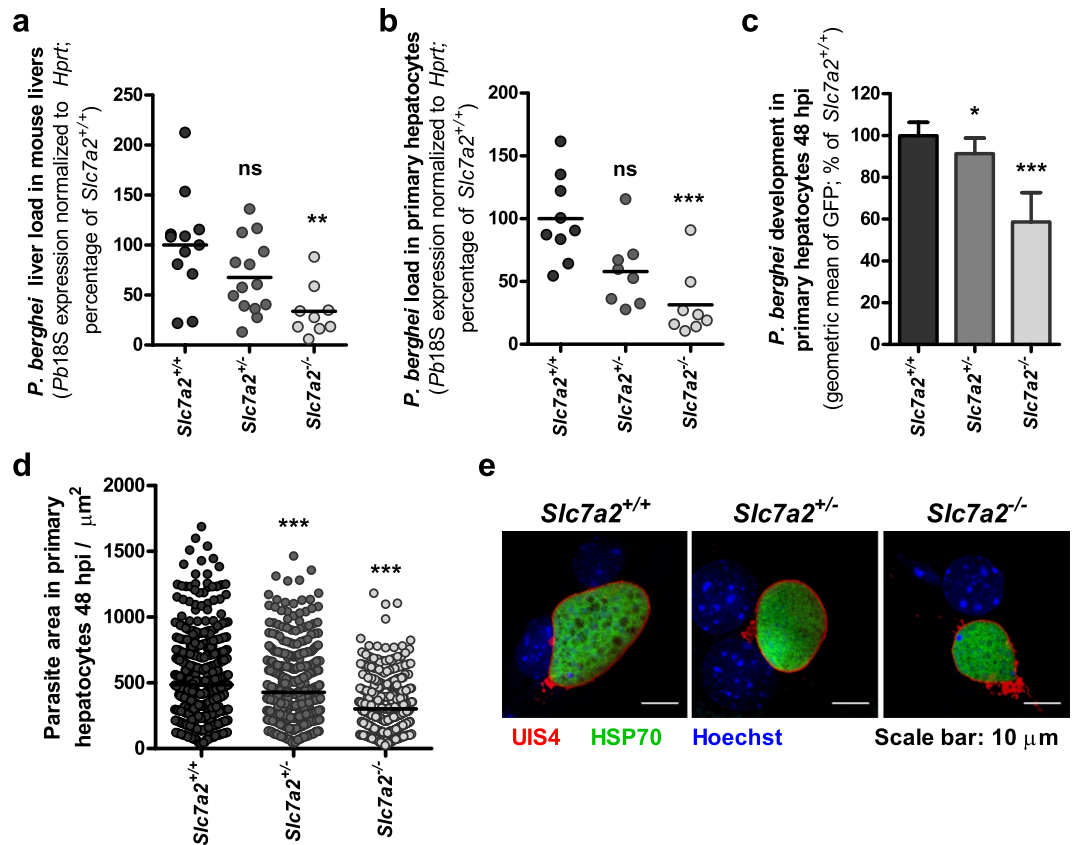 a
P. berghei liver load in mouse livers
(Pb18S expression normalized to Hprt;
percentage of Slc7a2+/+)
250
200
150
100
50
0
ns
**
Slc7a2+/+
Slc7a2+/-
Slc7a2-/-
b
P. berghei load in primary hepatocytes
(Pb18S expression normalized to Hprt;
percentage of Slc7a2+/+)
200
150
100
50
0
ns
***
Slc7a2+/+
Slc7a2+/-
Slc7a2-/-
c
P. berghei development in
primary hepatocytes 48 hpi
(geometric mean of GFP; % of Slc7a2+/+)
120
100
80
60
40
20
0
*
***
Slc7a2+/+
Slc7a2+/-
Slc7a2-/-
d
Parasite area in primary
hepatocytes 48 hpi / μm2
2000
1500
1000
500
0
***
***
Slc7a2+/+
Slc7a2+/-
Slc7a2-/-
e
Slc7a2+/+ Slc7a2+/- Slc7a2-/-
UIS4 HSP70 Hoechst Scale bar: 10 μm